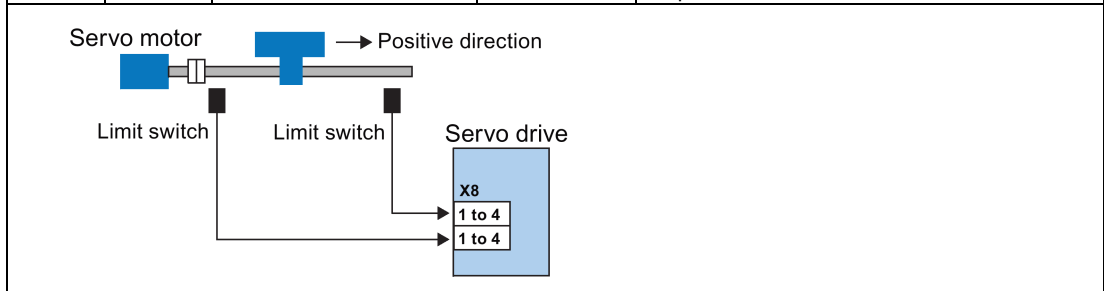 Servo motor
Positive direction
Limit switch
Limit switch
Servo drive
X8
1 to 4
1 to 4